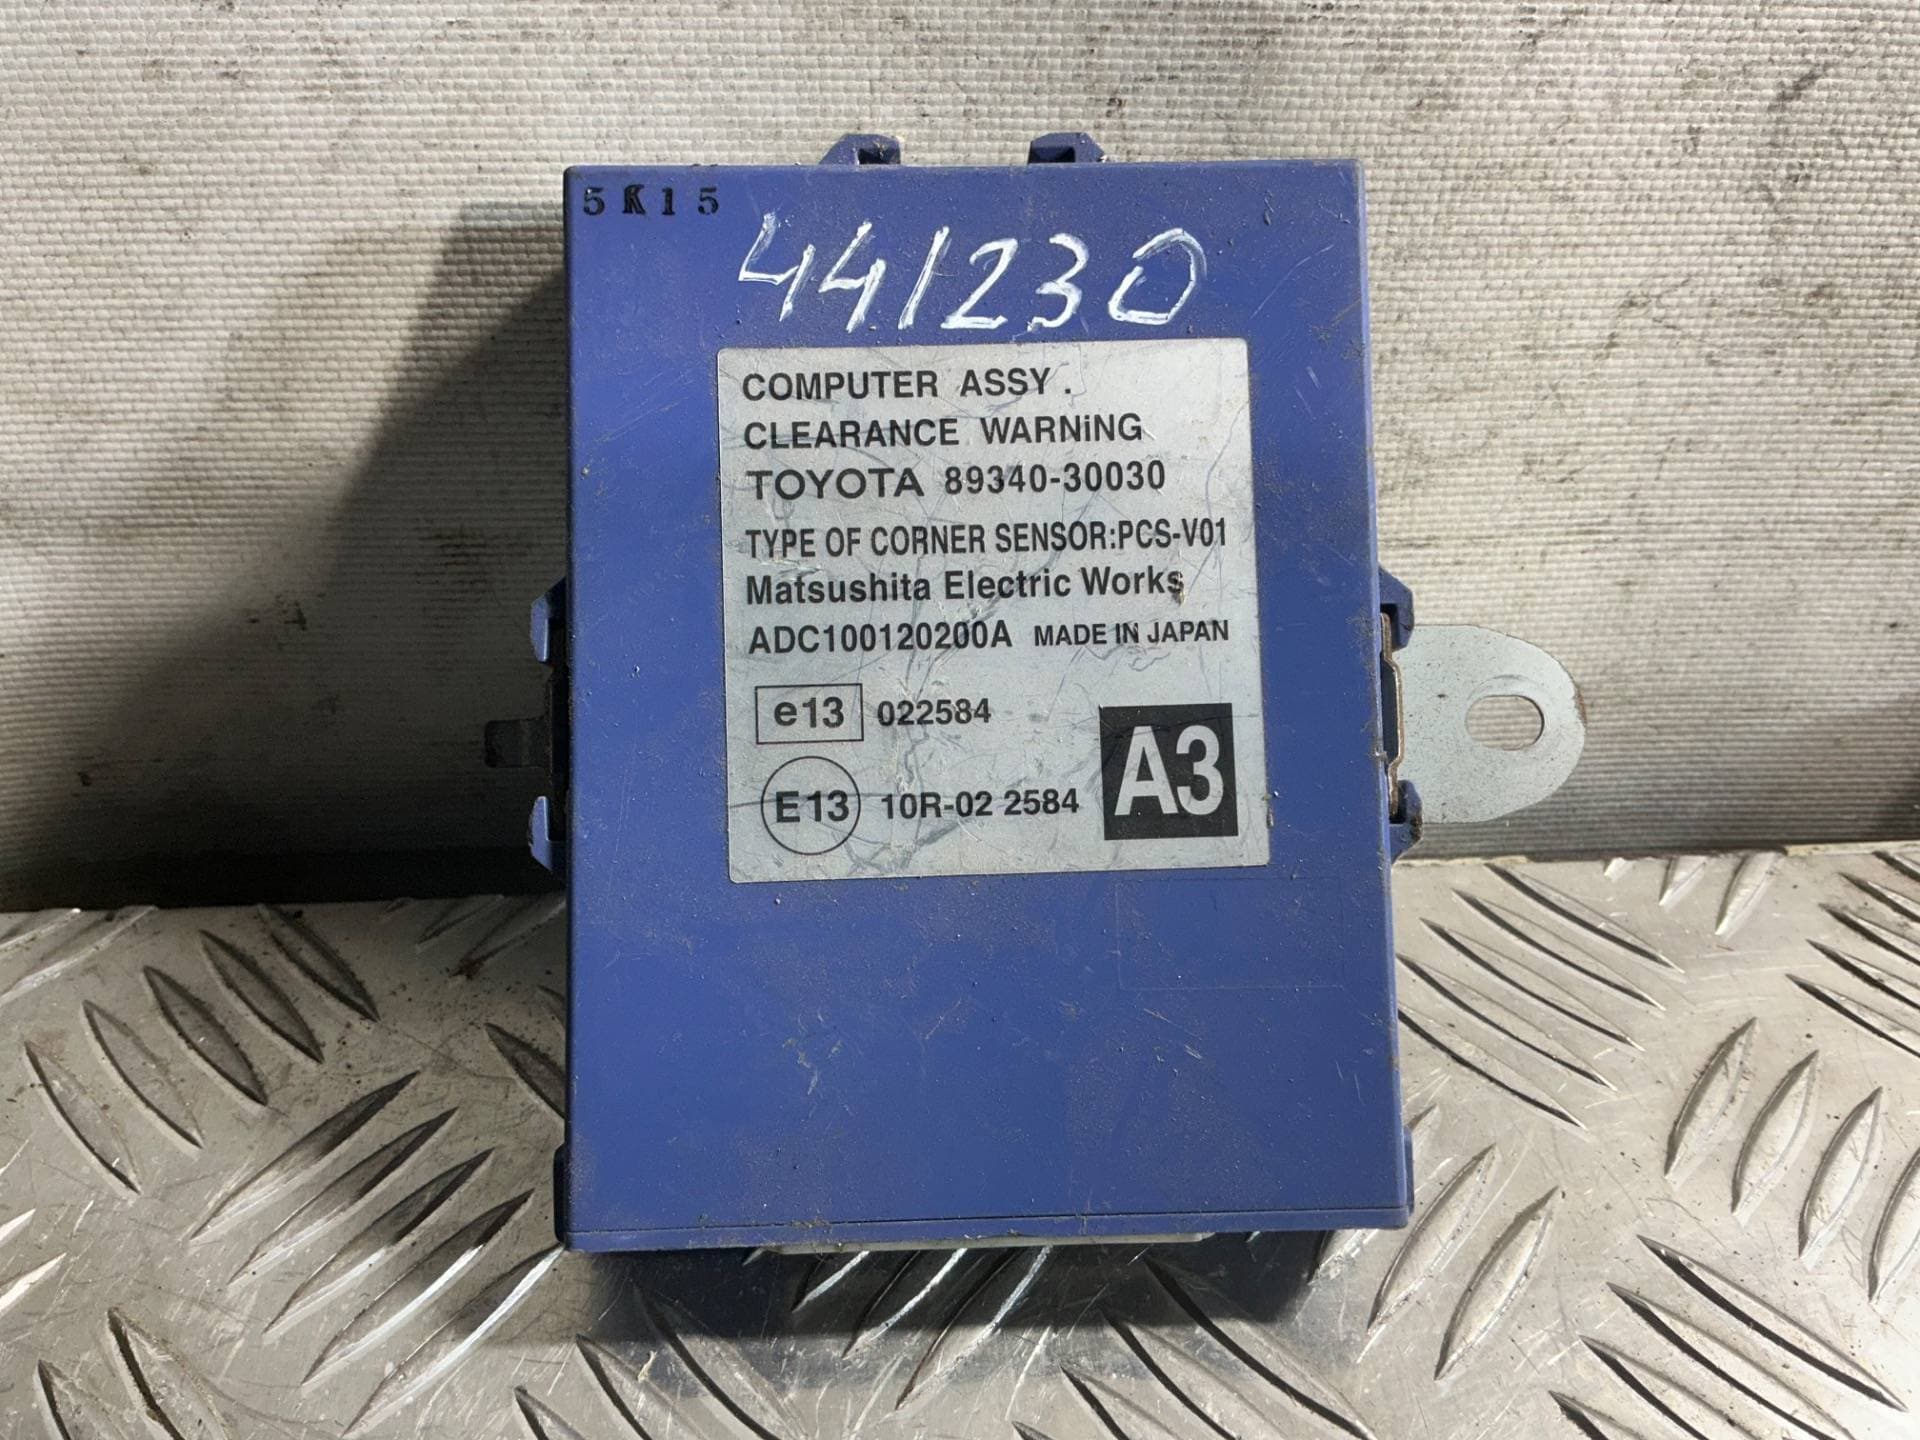 5K15
441230
COMPUTER ASSY.
CLEARANCE WARNiNG
TOYOTA 89340-30030
TYPE OF CORNER SENSOR:PCS-V01
Matsushita Electric Works
ADC100120200A MADE IN JAPAN
e13 022584
E13 10R-02 2584 A3